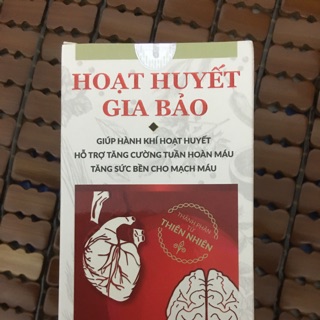 HOẠT HUYẾT
GIA BẢO
GIÚP HÀNH KHÍ HOẠT HUYẾT
HỖ TRỢ TĂNG CƯỜNG TUẦN HOÀN MÁU
TĂNG SỨC BỀN CHO MẠCH MÁU
THÀNH PHẦN
TỪ
THIÊN NHIÊN